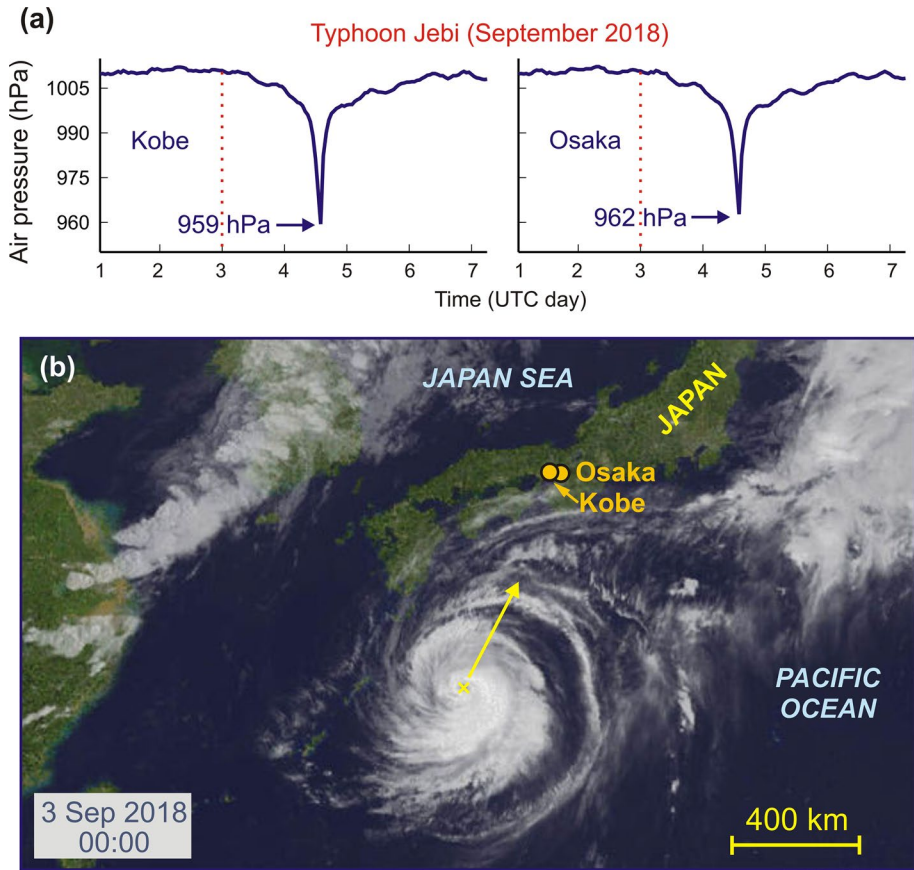 (a)
Typhoon Jebi (September 2018)
Air pressure (hPa)
1005
990
975
960
Kobe
959 hPa
1 2 3 4 5 6 7
Osaka
962 hPa
1 2 3 4 5 6 7
Time (UTC day)
(b)
JAPAN SEA
JAPAN
Osaka
Kobe
PACIFIC
OCEAN
3 Sep 2018
00:00
400 km